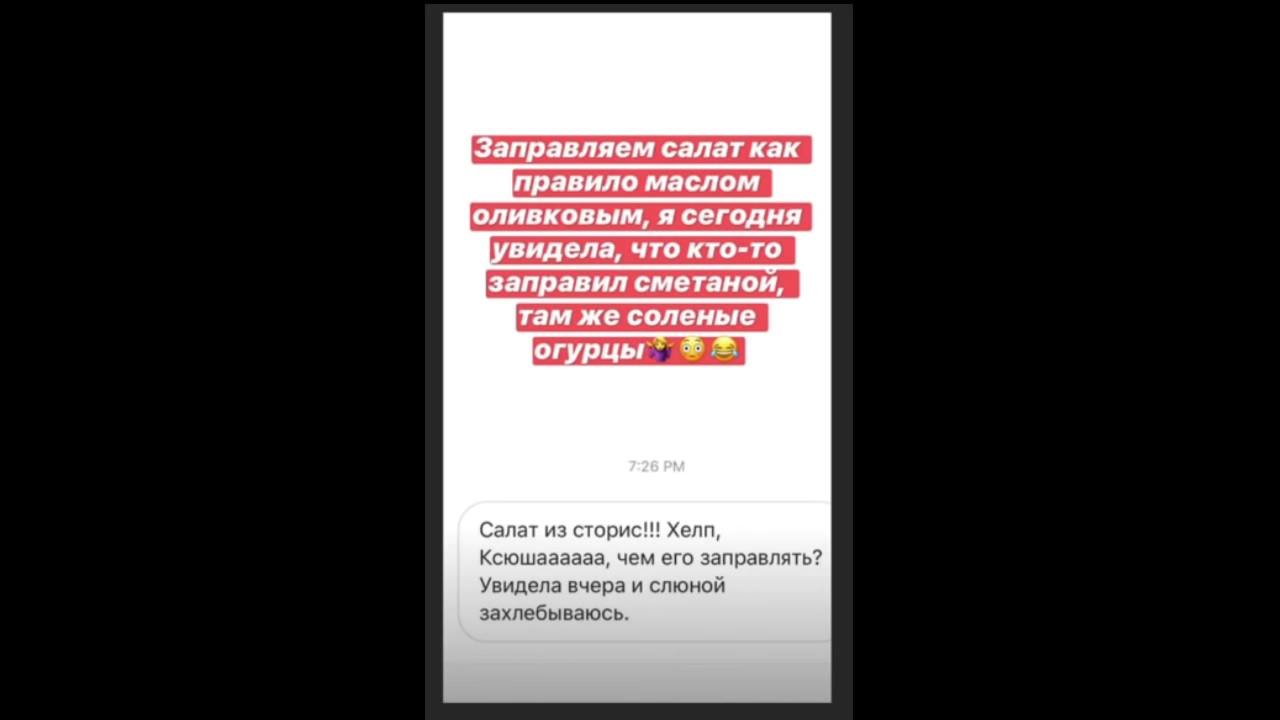 Заправляем салат как
правило маслом
оливковым, я сегодня
увидела, что кто-то
заправил сметаной,
там же соленые
огурцы🤷‍♀️😳😂
7:26 PM
Салат из сторис!!! Хелп,
Ксюшаааааа, чем его заправлять?
Увидела вчера и слюной
захлебываюсь.